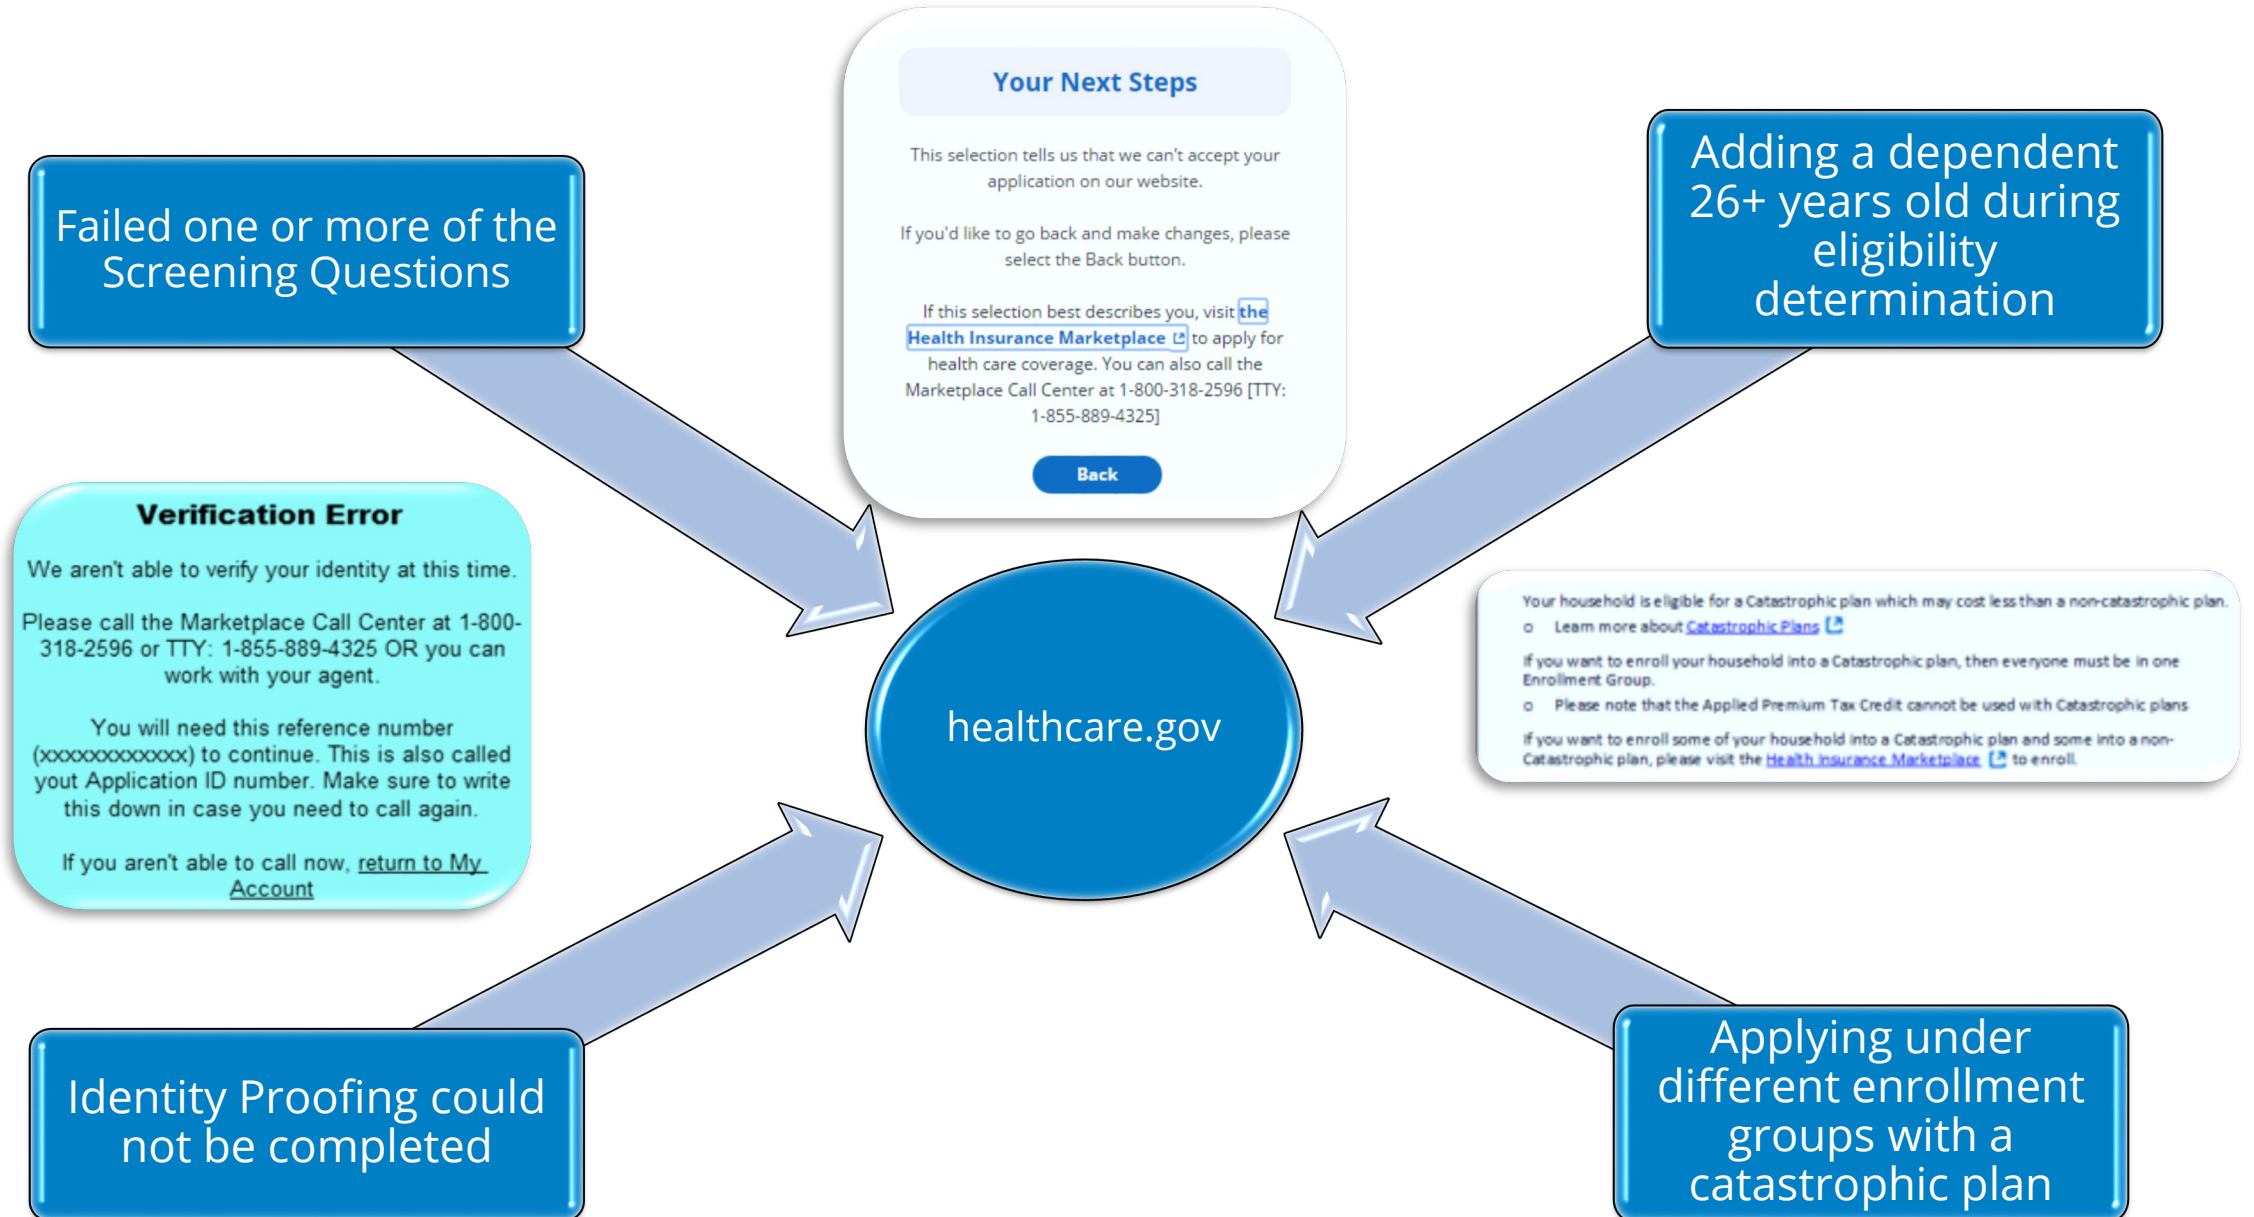 Failed one or more of the
Screening Questions
Your Next Steps
This selection tells us that we can't accept your
application on our website.
If you'd like to go back and make changes, please
select the Back button.
If this selection best describes you, visit the
Health Insurance Marketplace to apply for
health care coverage. You can also call the
Marketplace Call Center at 1-800-318-2596 [TTY:
1-855-889-4325]
Back
Adding a dependent
26+ years old during
eligibility
determination
Verification Error
We aren't able to verify your identity at this time.
Please call the Marketplace Call Center at 1-800-
318-2596 or TTY: 1-855-889-4325 OR you can
work with your agent.
You will need this reference number
(xxxxxxxxxxxx) to continue. This is also called
yout Application ID number. Make sure to write
this down in case you need to call again.
If you aren't able to call now, return to My
Account
healthcare.gov
Your household is eligible for a Catastrophic plan which may cost less than a non-catastrophic plan.
o Learn more about Catastrophic Plans
If you want to enroll your household into a Catastrophic plan, then everyone must be in one
Enrollment Group.
o Please note that the Applied Premium Tax Credit cannot be used with Catastrophic plans
If you want to enroll some of your household into a Catastrophic plan and some into a non-
Catastrophic plan, please visit the Health Insurance Marketplace to enroll.
Identity Proofing could
not be completed
Applying under
different enrollment
groups with a
catastrophic plan